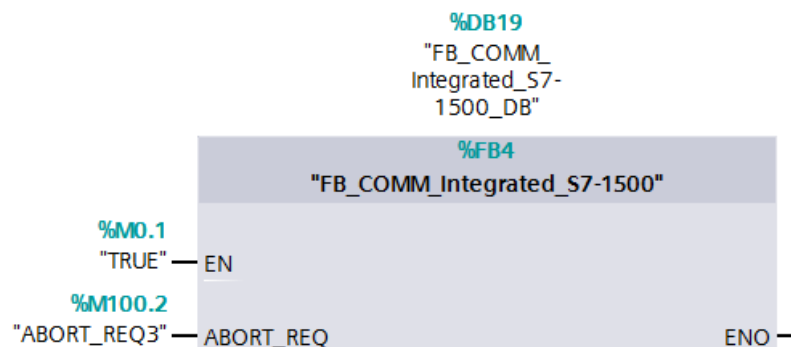 %DB19
"FB_COMM_
Integrated_S7-
1500_DB"
%FB4
"FB_COMM_Integrated_S7-1500"
%M0.1
"TRUE" EN
%M100.2
"ABORT_REQ3" ABORT_REQ ENO